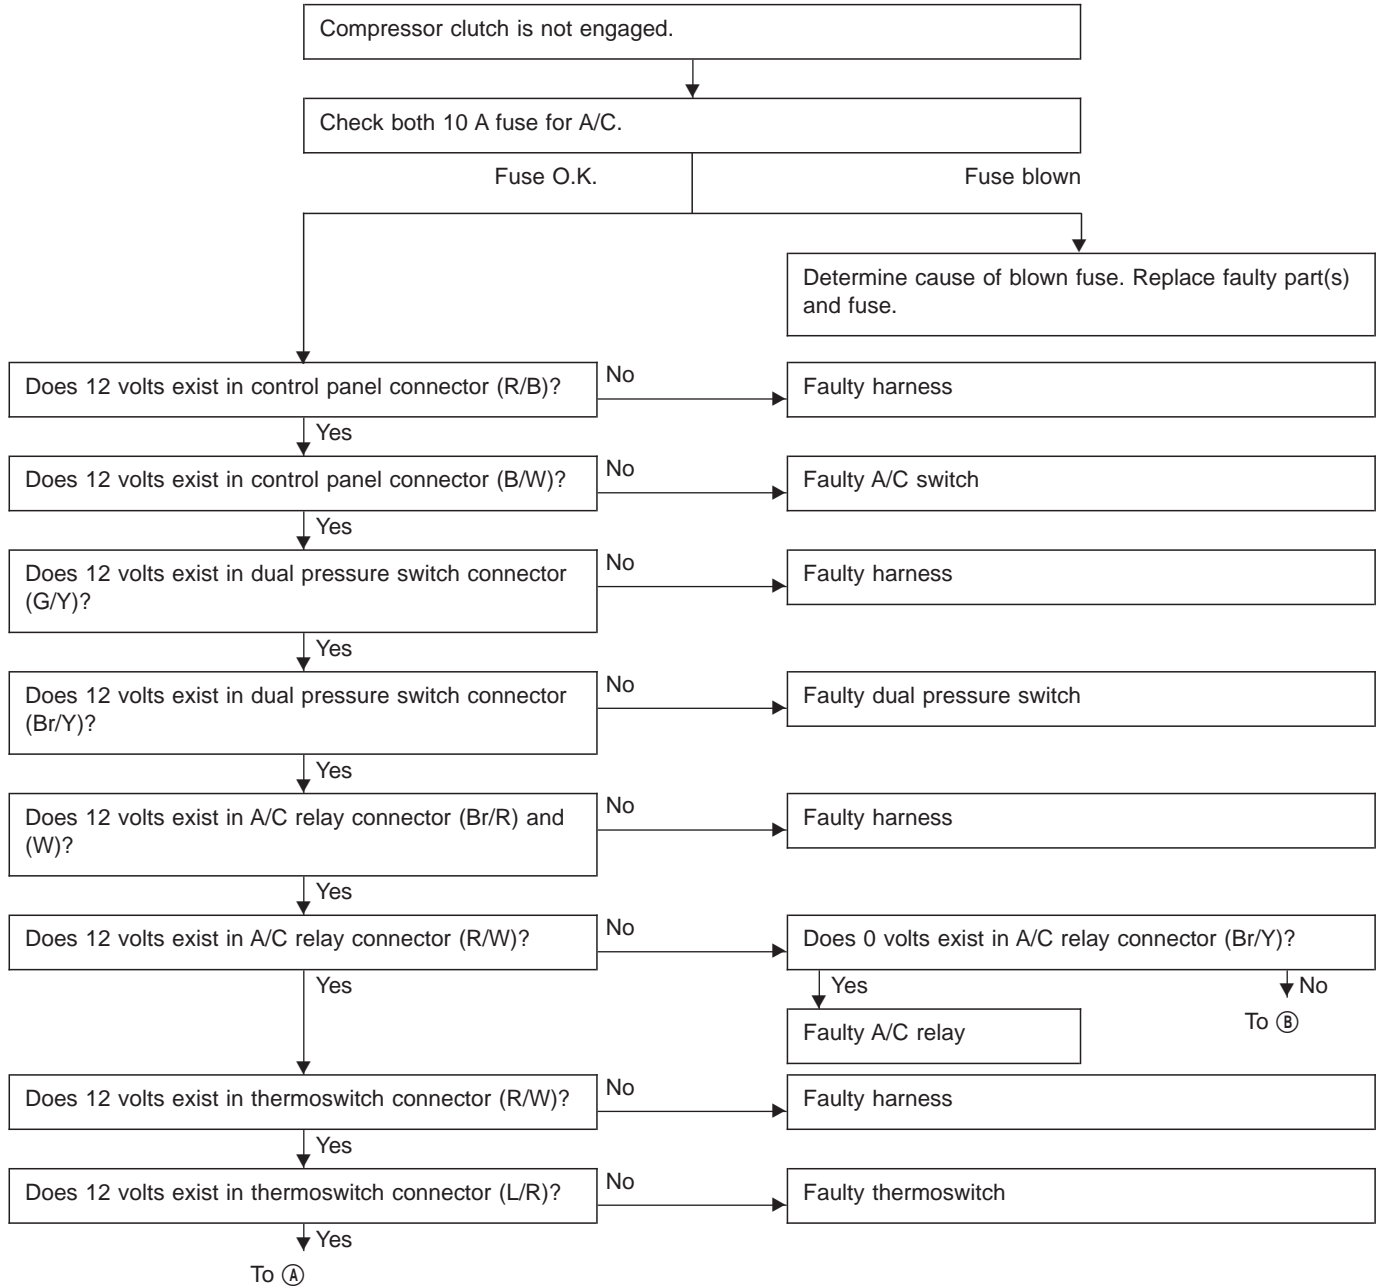 Compressor clutch is not engaged.
Check both 10 A fuse for A/C.
Fuse O.K.
Fuse blown
Determine cause of blown fuse. Replace faulty part(s)
and fuse.
Does 12 volts exist in control panel connector (R/B)?
No
Faulty harness
Yes
Does 12 volts exist in control panel connector (B/W)?
No
Faulty A/C switch
Yes
Does 12 volts exist in dual pressure switch connector
(G/Y)?
No
Faulty harness
Yes
Does 12 volts exist in dual pressure switch connector
(Br/Y)?
No
Faulty dual pressure switch
Yes
Does 12 volts exist in A/C relay connector (Br/R) and
(W)?
No
Faulty harness
Yes
Does 12 volts exist in A/C relay connector (R/W)?
No
Does 0 volts exist in A/C relay connector (Br/Y)?
Yes
Yes
No
Faulty A/C relay
To Ⓑ
Does 12 volts exist in thermoswitch connector (R/W)?
No
Faulty harness
Yes
Does 12 volts exist in thermoswitch connector (L/R)?
No
Faulty thermoswitch
Yes
To Ⓐ